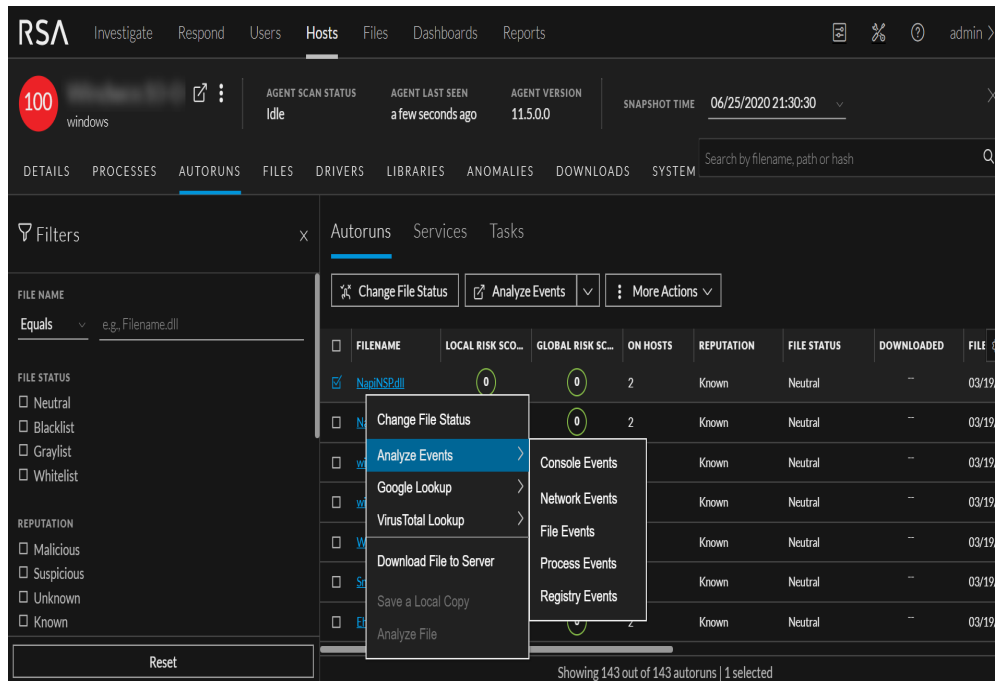 RSA Investigate Respond Users Hosts Files Dashboards Reports admin
100 AGENT SCAN STATUS AGENT LAST SEEN AGENT VERSION SNAPSHOT TIME 06/25/2020 21:30:30
windows Idle a few seconds ago 11.5.0.0
DETAILS PROCESSES AUTORUNS FILES DRIVERS LIBRARIES ANOMALIES DOWNLOADS SYSTEM Search by filename, path or hash
Filters X
FILE NAME
Equals e.g., Filename.dll
FILE STATUS
Neutral
Blacklist
Graylist
Whitelist
REPUTATION
Malicious
Suspicious
Unknown
Known
Reset
Autoruns Services Tasks
Change File Status Analyze Events More Actions
FILENAME LOCAL RISK SCO... GLOBAL RISK SC... ON HOSTS REPUTATION FILE STATUS DOWNLOADED FILE
NapiNSP.dll 0 0 2 Known Neutral -- 03/19/
0 2 Known Neutral -- 03/19/
Known Neutral -- 03/19/
Known Neutral -- 03/19/
Known Neutral -- 03/19/
Known Neutral -- 03/19/
Known Neutral -- 03/19/
Change File Status
Analyze Events
Google Lookup
VirusTotal Lookup
Download File to Server
Save a Local Copy
Analyze File
Console Events
Network Events
File Events
Process Events
Registry Events
Showing 143 out of 143 autoruns | 1 selected